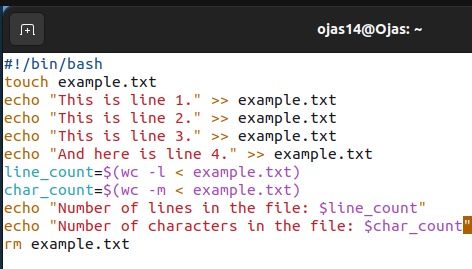 ojas14@Ojas: ~
#!/bin/bash
touch example.txt
echo "This is line 1." >> example.txt
echo "This is line 2." >> example.txt
echo "This is line 3." >> example.txt
echo "And here is line 4." >> example.txt
line_count=$(wc -l < example.txt)
char_count=$(wc -m < example.txt)
echo "Number of lines in the file: $line_count"
echo "Number of characters in the file: $char_count"
rm example.txt